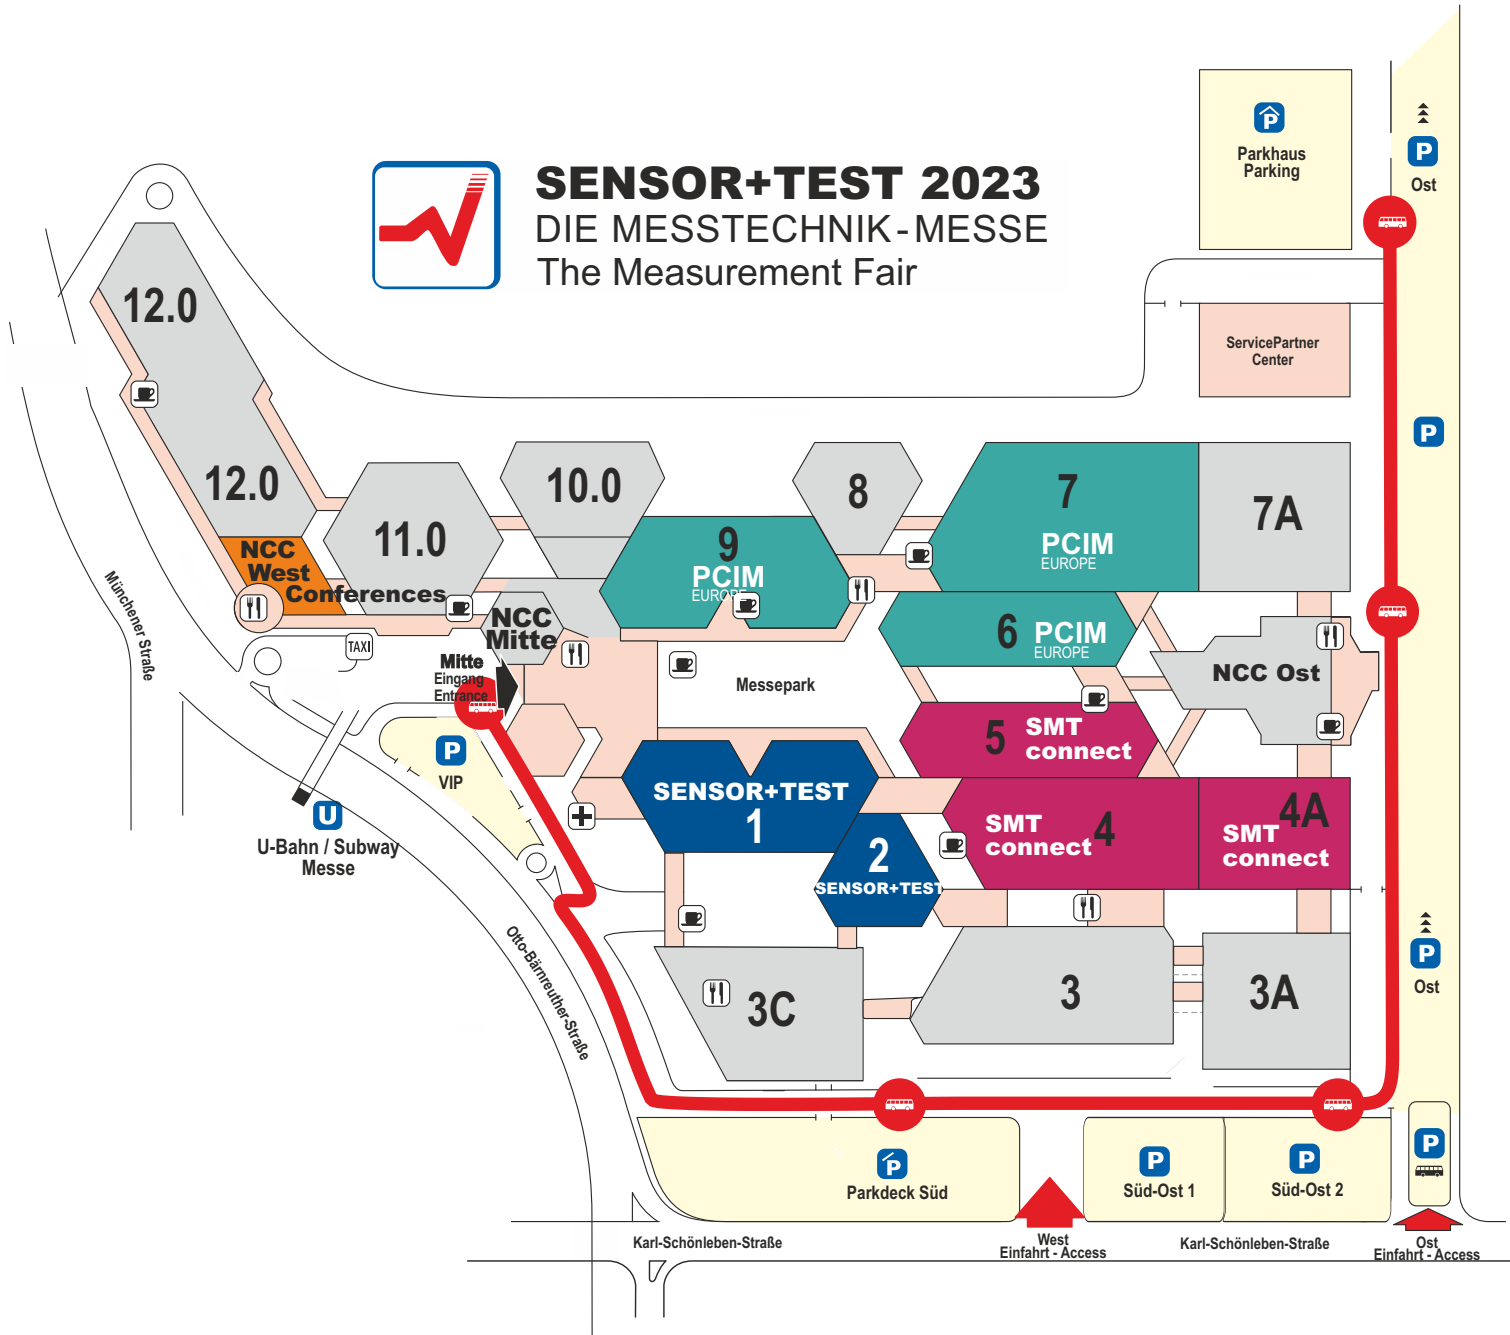 SENSOR+TEST 2023
DIE MESSTECHNIK-MESSE
The Measurement Fair
P
Parkhaus
Parking
P
Ost
ServicePartner
Center
P
12.0
12.0
NCC
West
Conferences
11.0
10.0
9
PCIM
EUROPE
8
7
PCIM
EUROPE
7A
6
PCIM
EUROPE
NCC
Mitte
Mitte
Eingang
Entrance
TAXI
Messepark
NCC Ost
5
SMT
connect
SENSOR+TEST
1
2
SENSOR+TEST
SMT
connect
4
4A
SMT
connect
P
VIP
U
U-Bahn / Subway
Messe
Münchener Straße
Otto-Bärnreuther-Straße
3C
3
3A
P
Ost
P
Parkdeck Süd
P
Süd-Ost 1
P
Süd-Ost 2
P
Karl-Schönleben-Straße
West
Einfahrt - Access
Karl-Schönleben-Straße
Ost
Einfahrt - Access